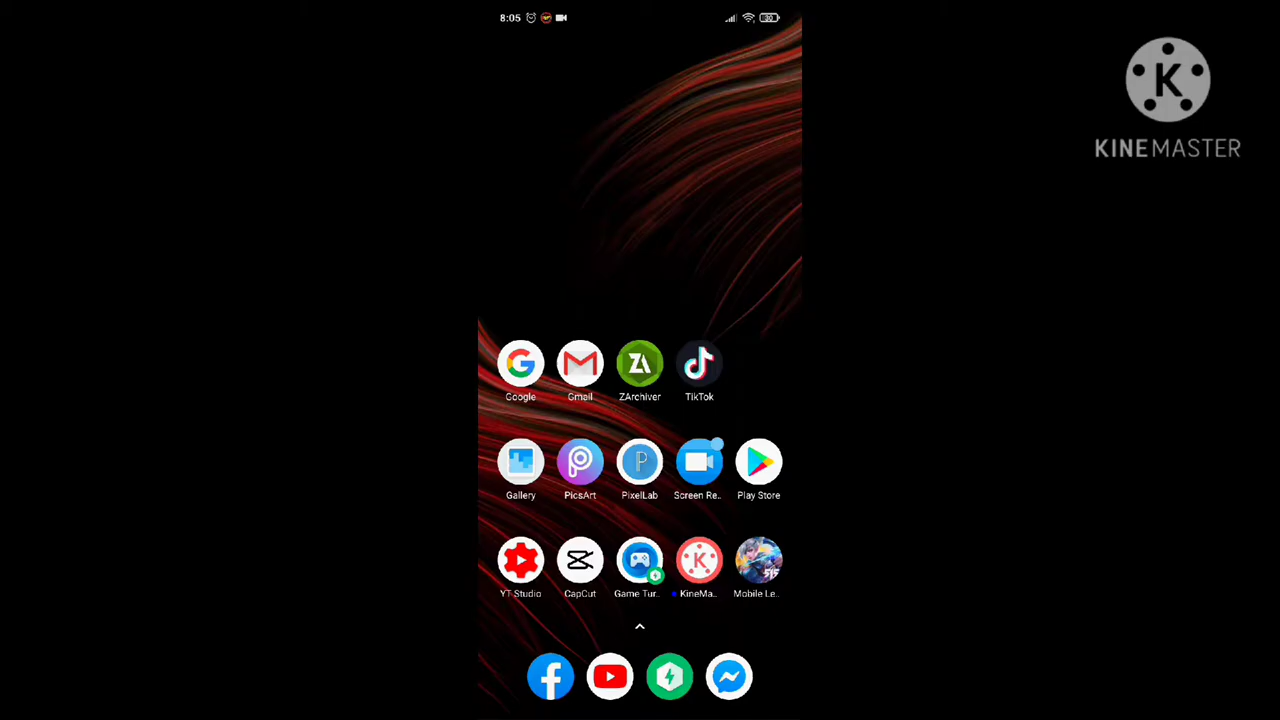 8:05
KINEMASTER
Google Gmail ZArchiver TikTok
Gallery PicsArt PixelLab Screen Re.. Play Store
YT Studio CapCut Game Tur.. KineMa.. Mobile Le..
515